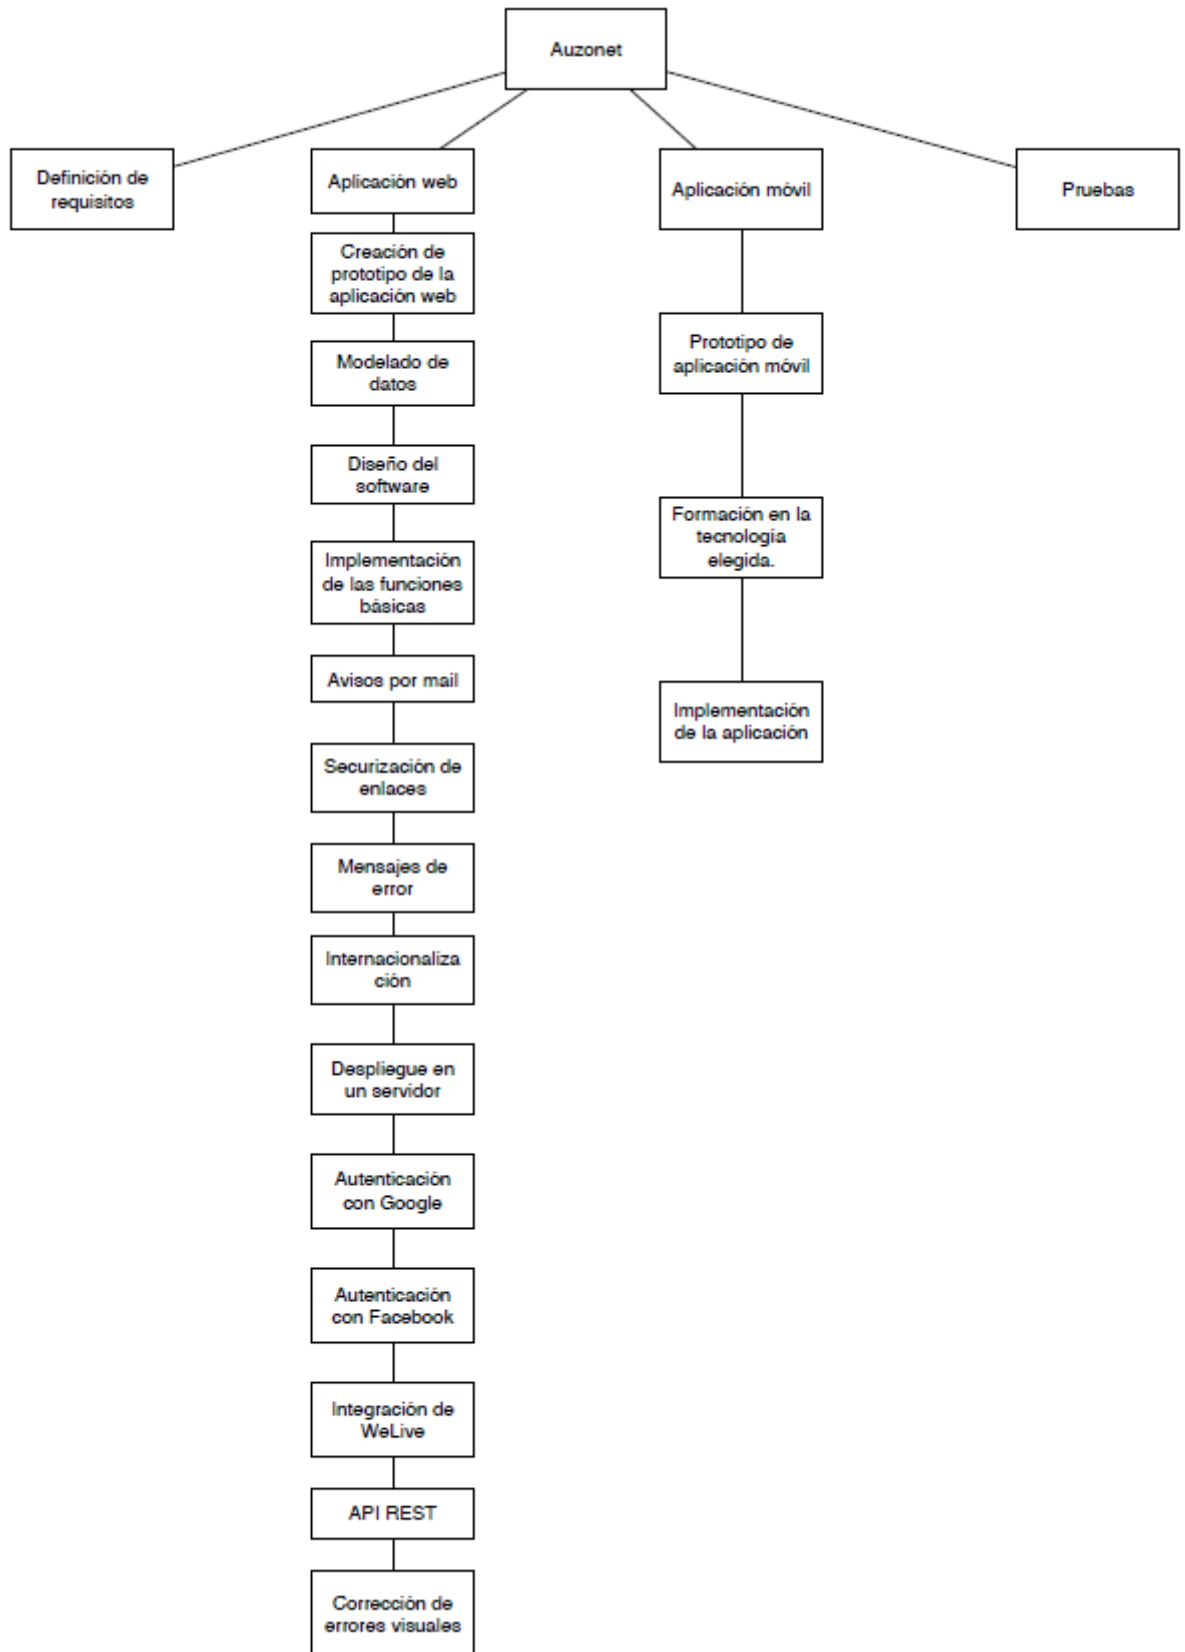 Auzonet
Definición de
requisitos
Aplicación web
Aplicación móvil
Pruebas
Creación de
prototipo de la
aplicación web
Modelado de
datos
Diseño del
software
Implementación
de las funciones
básicas
Avisos por mail
Securización de
enlaces
Mensajes de
error
Internacionaliza
ción
Despliegue en
un servidor
Autenticación
con Google
Autenticación
con Facebook
Integración de
WeLive
API REST
Corrección de
errores visuales
Prototipo de
aplicación móvil
Formación en la
tecnología
elegida.
Implementación
de la aplicación